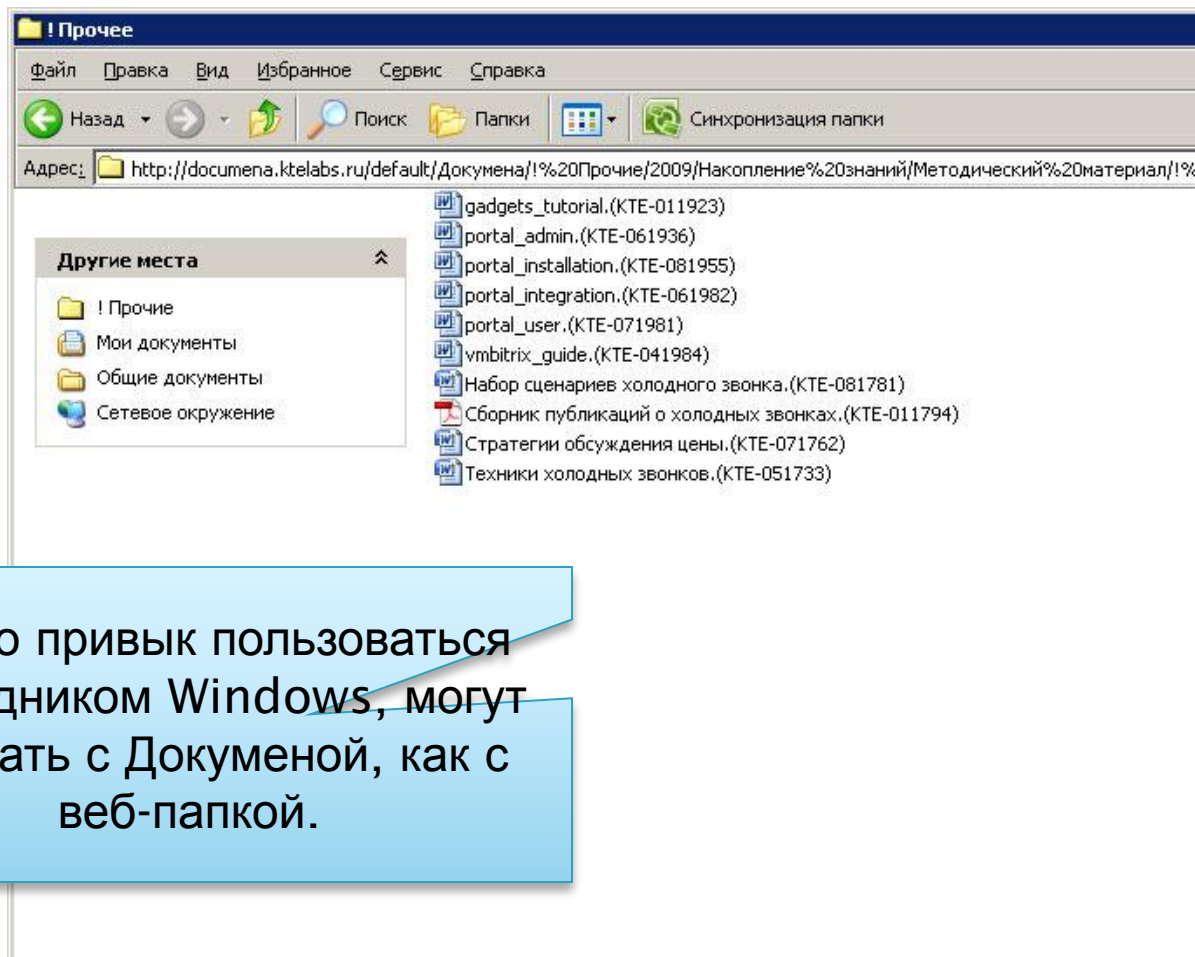 ! Прочее
Файл Правка Вид Избранное Сервис Справка
Назад Поиск Папки Синхронизация папки
Адрес: http://documena.ktelabs.ru/default/Документа/!%20Прочие/2009/Накопление%20знаний/Методический%20материал/!%
gadgets_tutorial.(KTE-011923)
portal_admin.(KTE-061936)
portal_installation.(KTE-081955)
portal_integration.(KTE-061982)
portal_user.(KTE-071981)
vmbitrix_guide.(KTE-041984)
Набор сценариев холодного звонка.(KTE-081781)
Сборник публикаций о холодных звонках.(KTE-011794)
Стратегии обсуждения цены.(KTE-071762)
Техники холодных звонков.(KTE-051733)
Другие места
! Прочие
Мои документы
Общие документы
Сетевое окружение
о привык пользоваться
дником Windows, могут
ать с Докуменой, как с
веб-папкой.